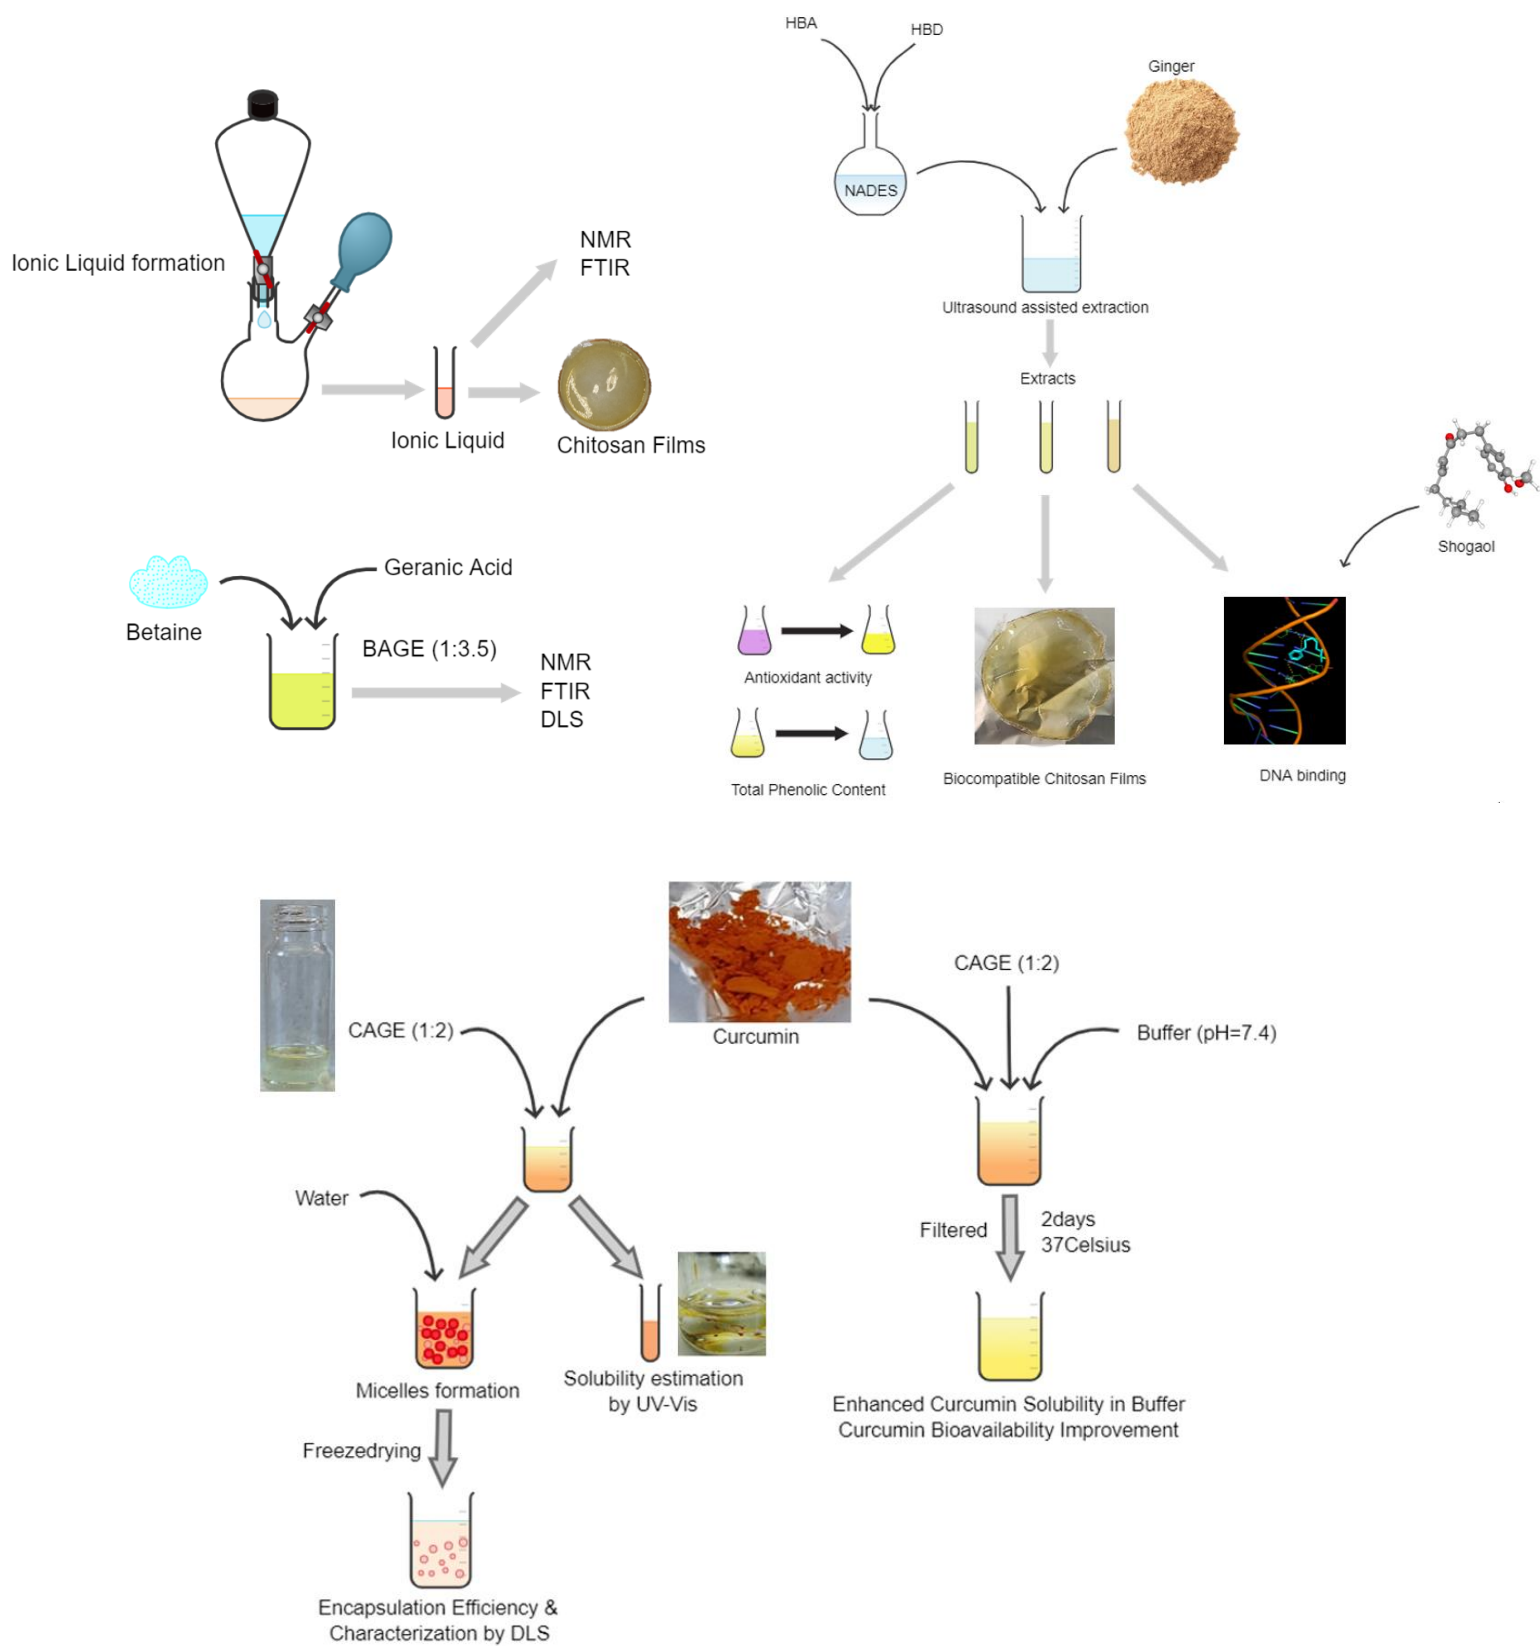 Ionic Liquid formation
NMR
FTIR
Ionic Liquid
Chitosan Films
Betaine
Geranic Acid
BAGE (1:3.5)
NMR
FTIR
DLS
HBA
HBD
Ginger
NADES
Ultrasound assisted extraction
Extracts
Shogaol
Antioxidant activity
Total Phenolic Content
Biocompatible Chitosan Films
DNA binding
CAGE (1:2)
Curcumin
CAGE (1:2)
Buffer (pH=7.4)
Water
Micelles formation
Solubility estimation
by UV-Vis
Freezedrying
Encapsulation Efficiency &
Characterization by DLS
Filtered
2days
37Celsius
Enhanced Curcumin Solubility in Buffer
Curcumin Bioavailability Improvement